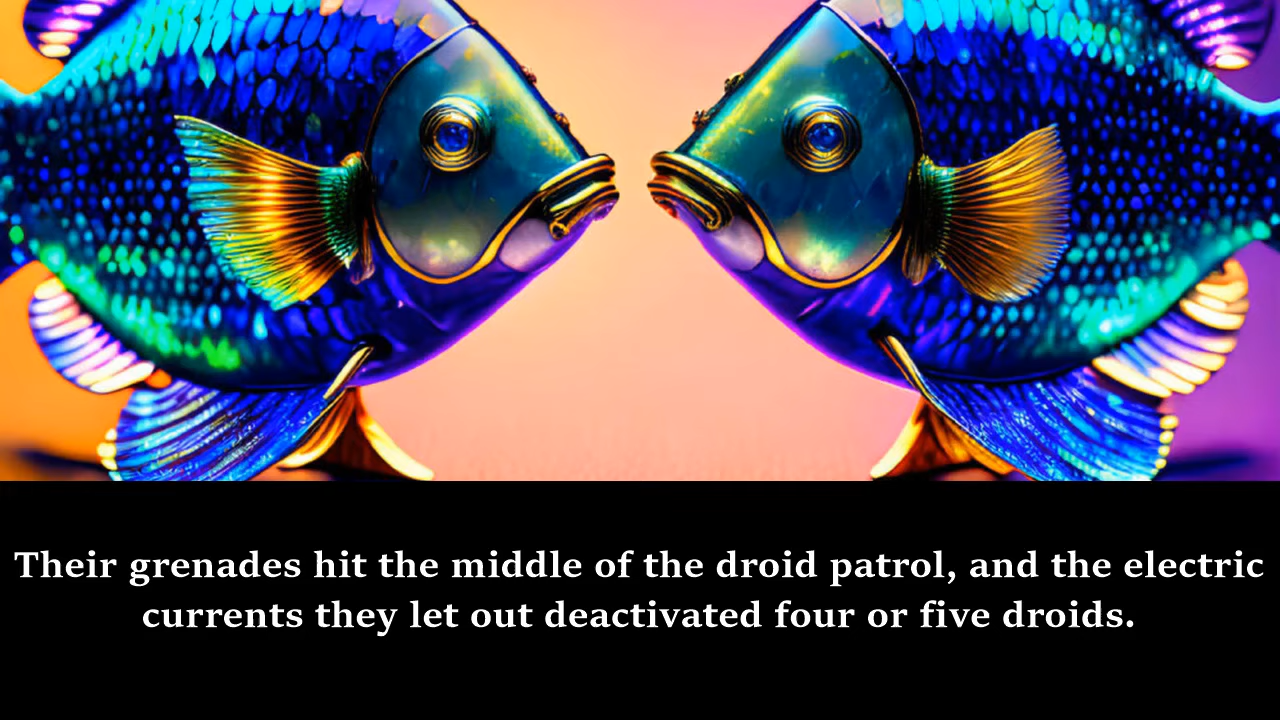 Their grenades hit the middle of the droid patrol, and the electric
currents they let out deactivated four or five droids.